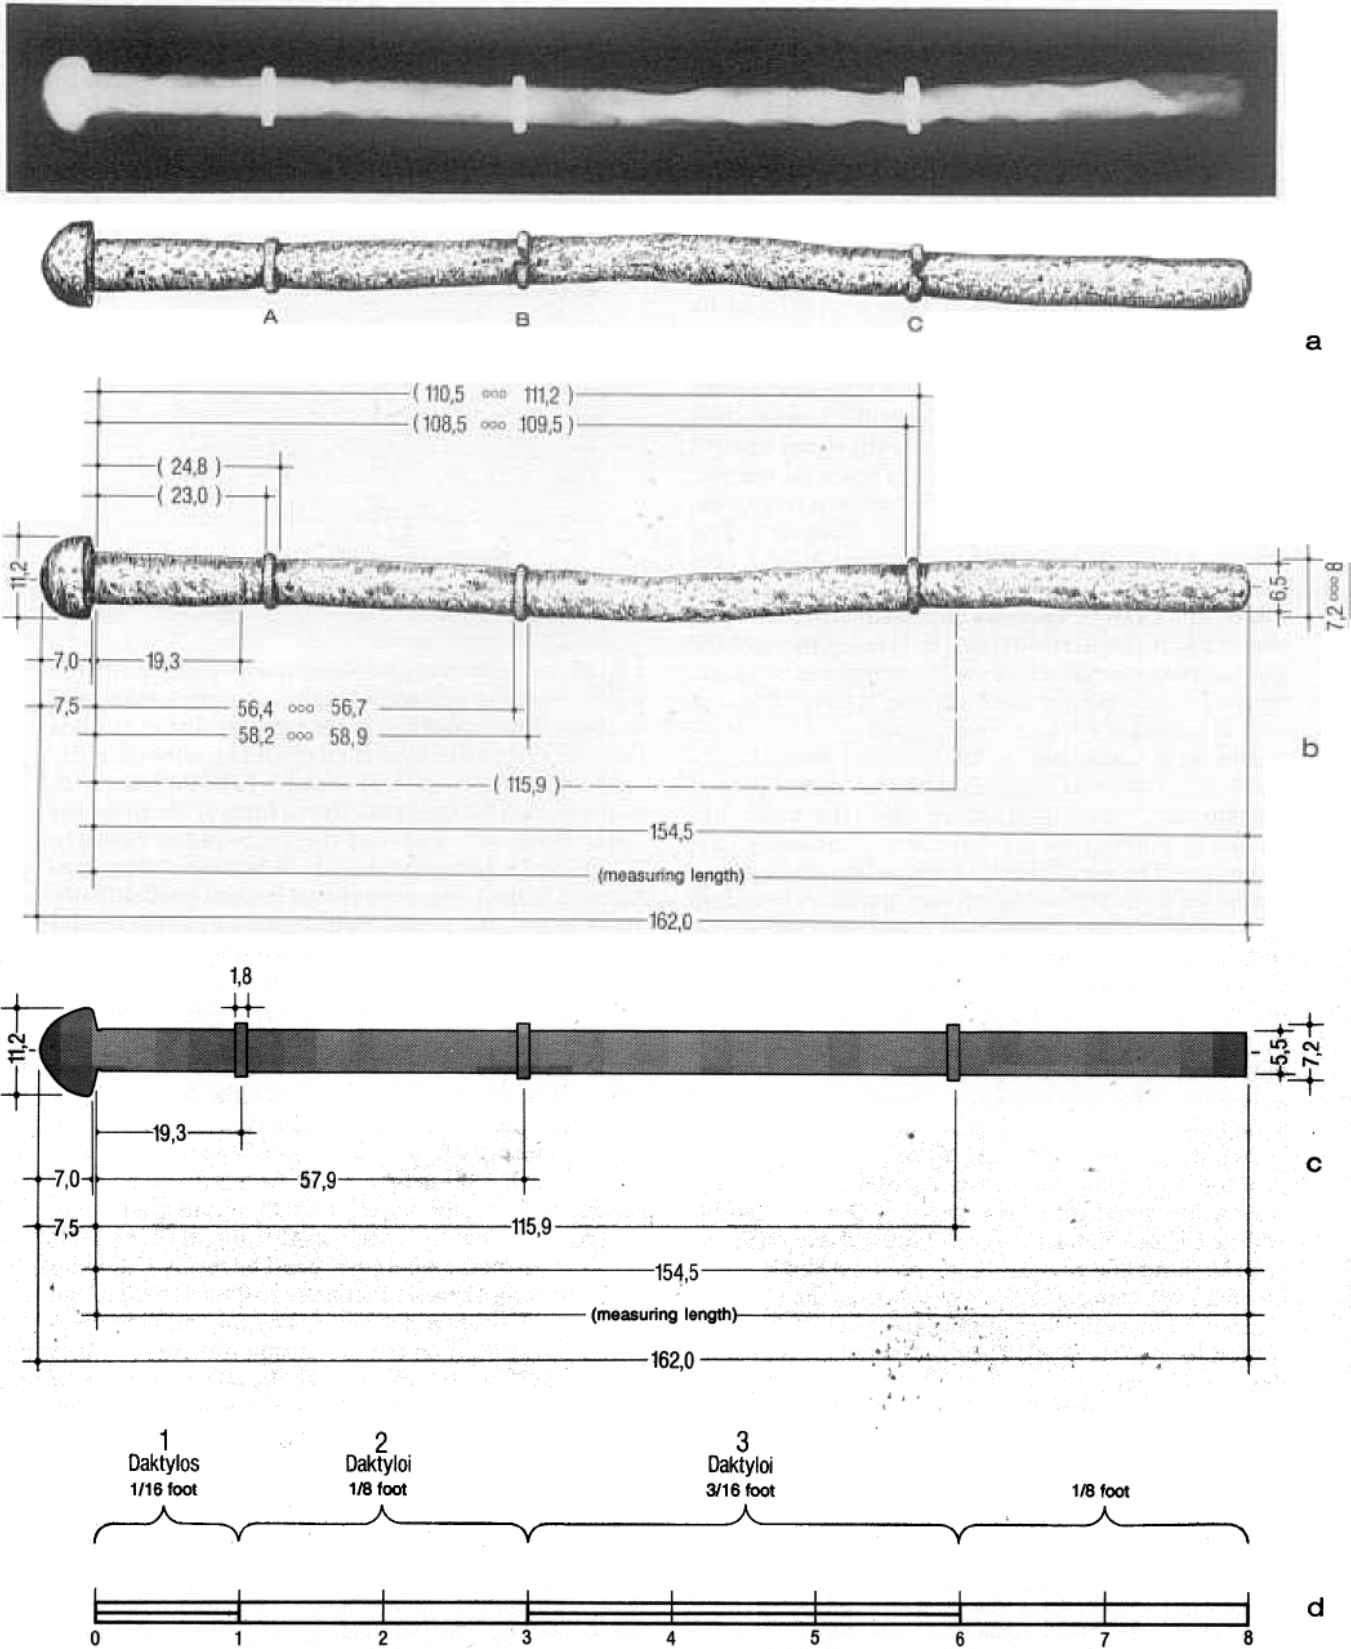 A
B
C
a
( 110,5 °°° 111,2 )
( 108,5 °°° 109,5 )
( 24,8 )
( 23,0 )
11,2
6,5
7,2 °°° 8
7,0
19,3
7,5
56,4 °°° 56,7
58,2 °°° 58,9
b
( 115,9 )
154,5
(measuring length)
162,0
1,8
11,2
5,5
7,2
19,3
c
7,0
57,9
7,5
115,9
154,5
(measuring length)
162,0
1
2
3
Daktylos
Daktyloi
Daktyloi
1/16 foot
1/8 foot
3/16 foot
1/8 foot
d
0 1 2 3 4 5 6 7 8